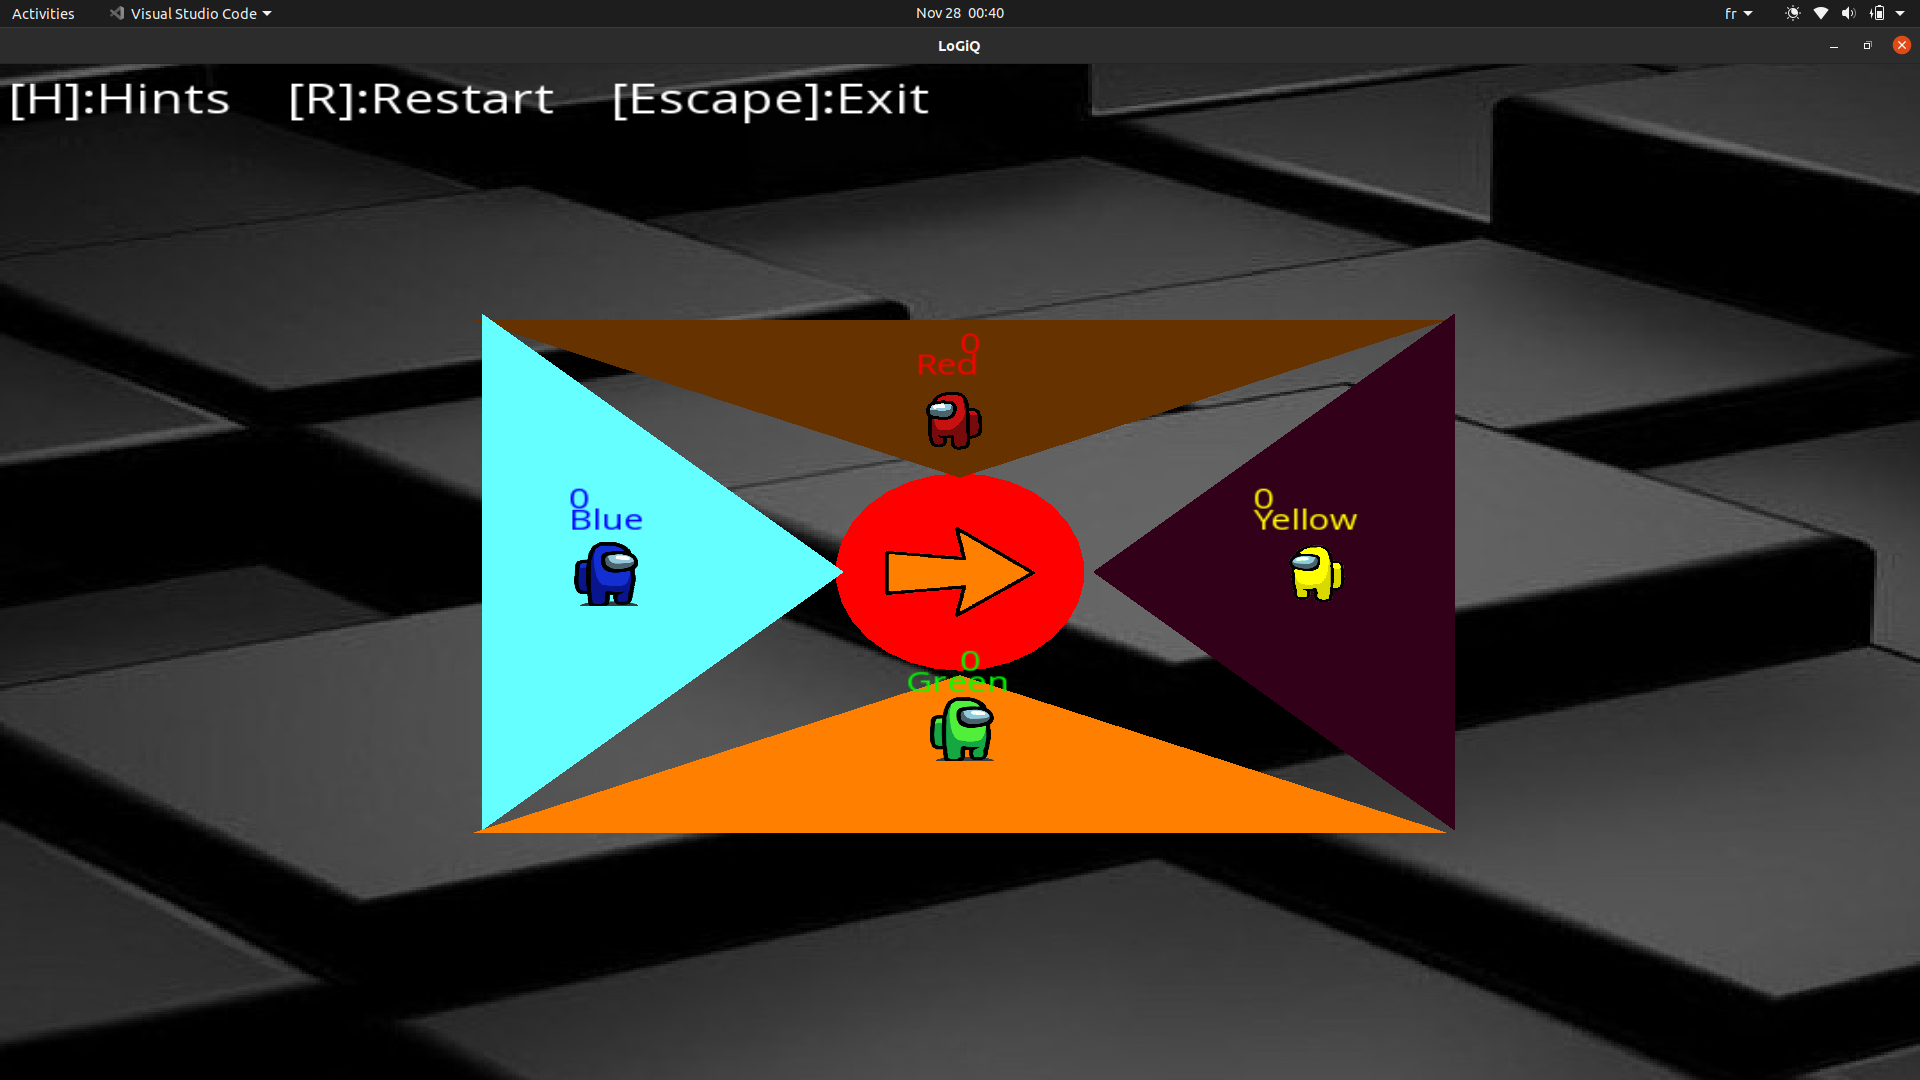 Activities Visual Studio Code Nov 28 00:40 fr
LoGiQ
[H]:Hints [R]:Restart [Escape]:Exit
0
Red
0
Blue
0
Yellow
0
Green